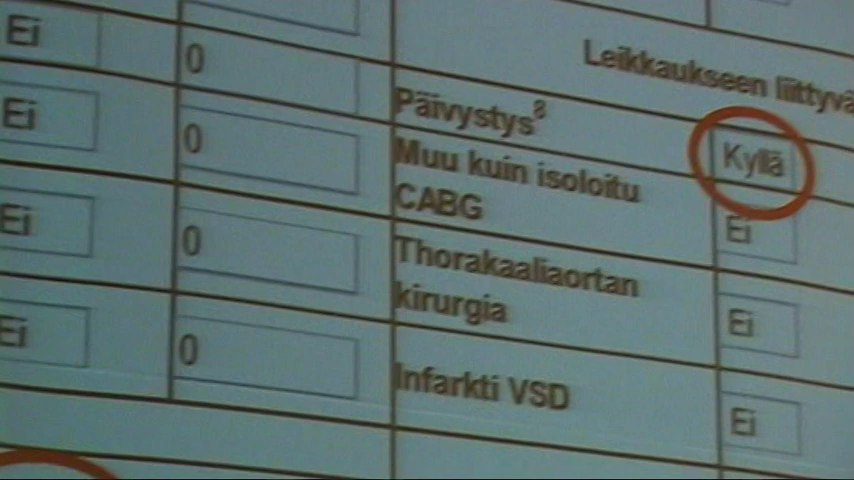 Leikkaukseen liittyvä
Ei 0 Päivystys⁸ Kyllä
Ei 0 Muu kuin isoloitu
CABG Ei
Ei 0 Thorakaaliaortan
kirurgia Ei
Ei 0 Infarkti VSD Ei